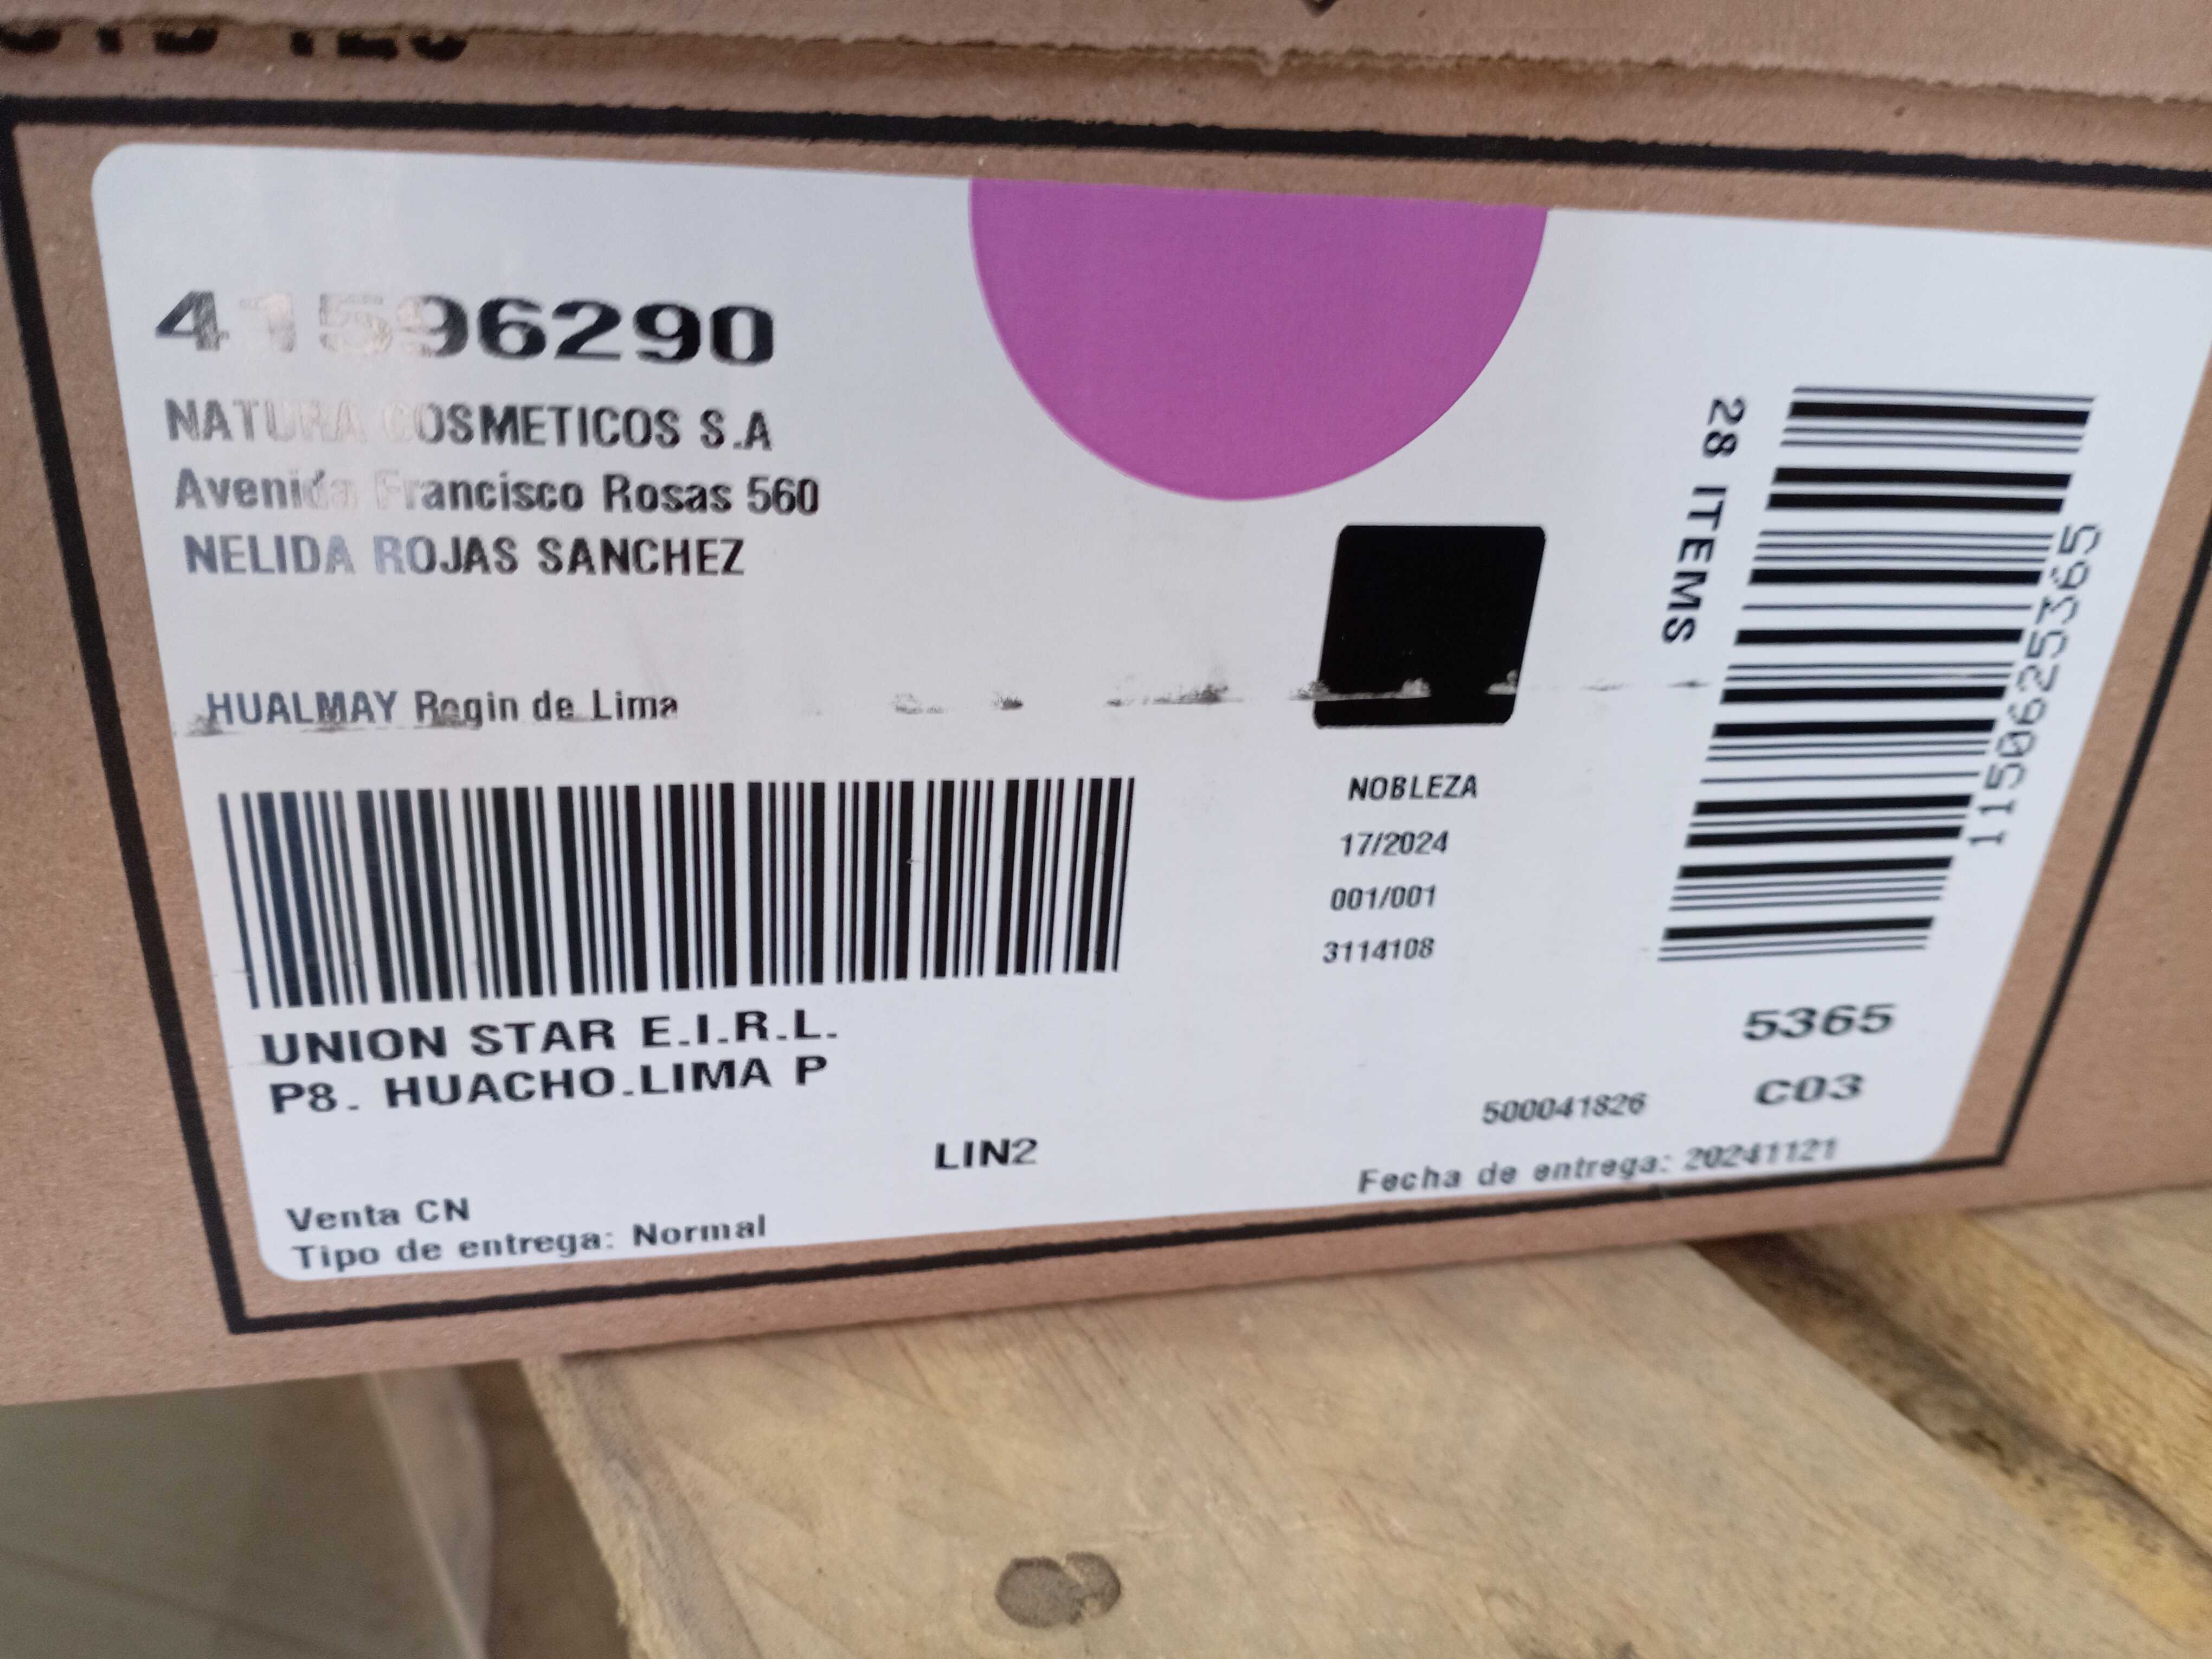 41596290
NATURA COSMETICOS S.A
Avenida Francisco Rosas 560
NELIDA ROJAS SANCHEZ
HUALMAY Regin de Lima
28 ITEMS
1150625365
NOBLEZA
17/2024
001/001
3114108
UNION STAR E.I.R.L.
P8. HUACHO.LIMA P
5365
C03
500041826
LIN2
Fecha de entrega: 20241121
Venta CN
Tipo de entrega: Normal